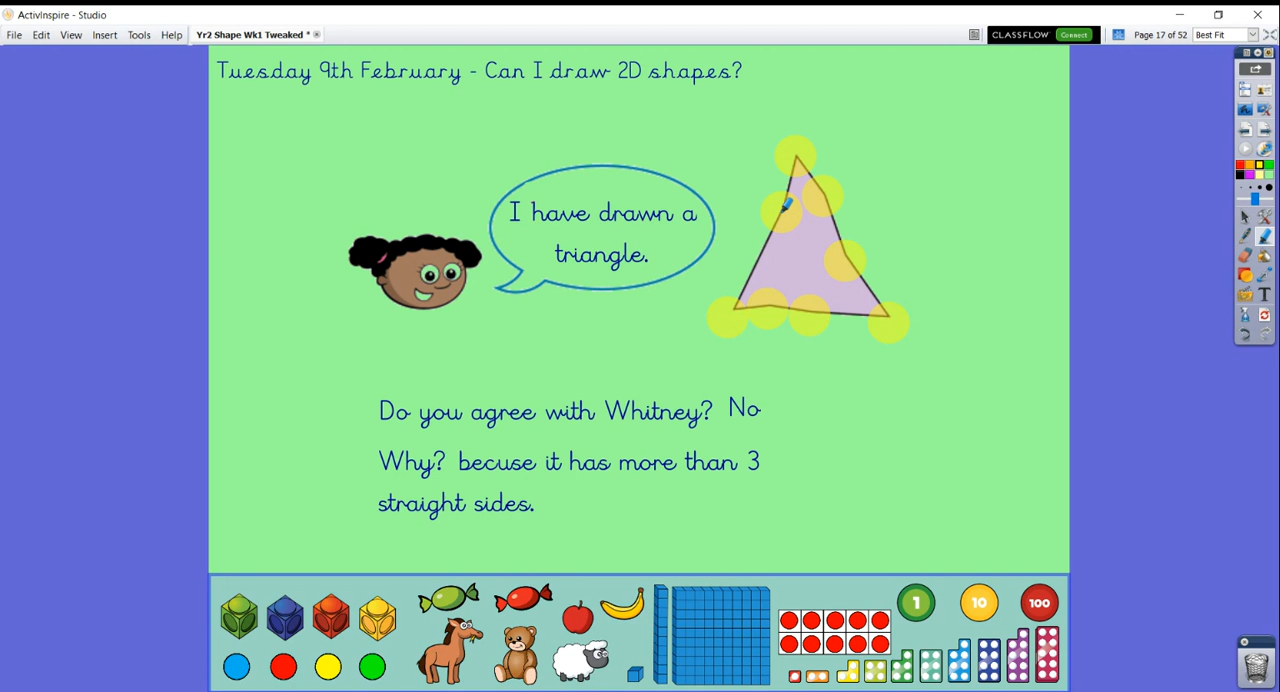 ActivInspire - Studio
File Edit View Insert Tools Help Yr2 Shape Wk1 Tweaked * CLASSFLOW Connect Page 17 of 52 Best Fit
Tuesday 9th February - Can I draw 2D shapes?
I have drawn a
triangle.
Do you agree with Whitney? No
Why? becuse it has more than 3
straight sides.
1 10 100
T